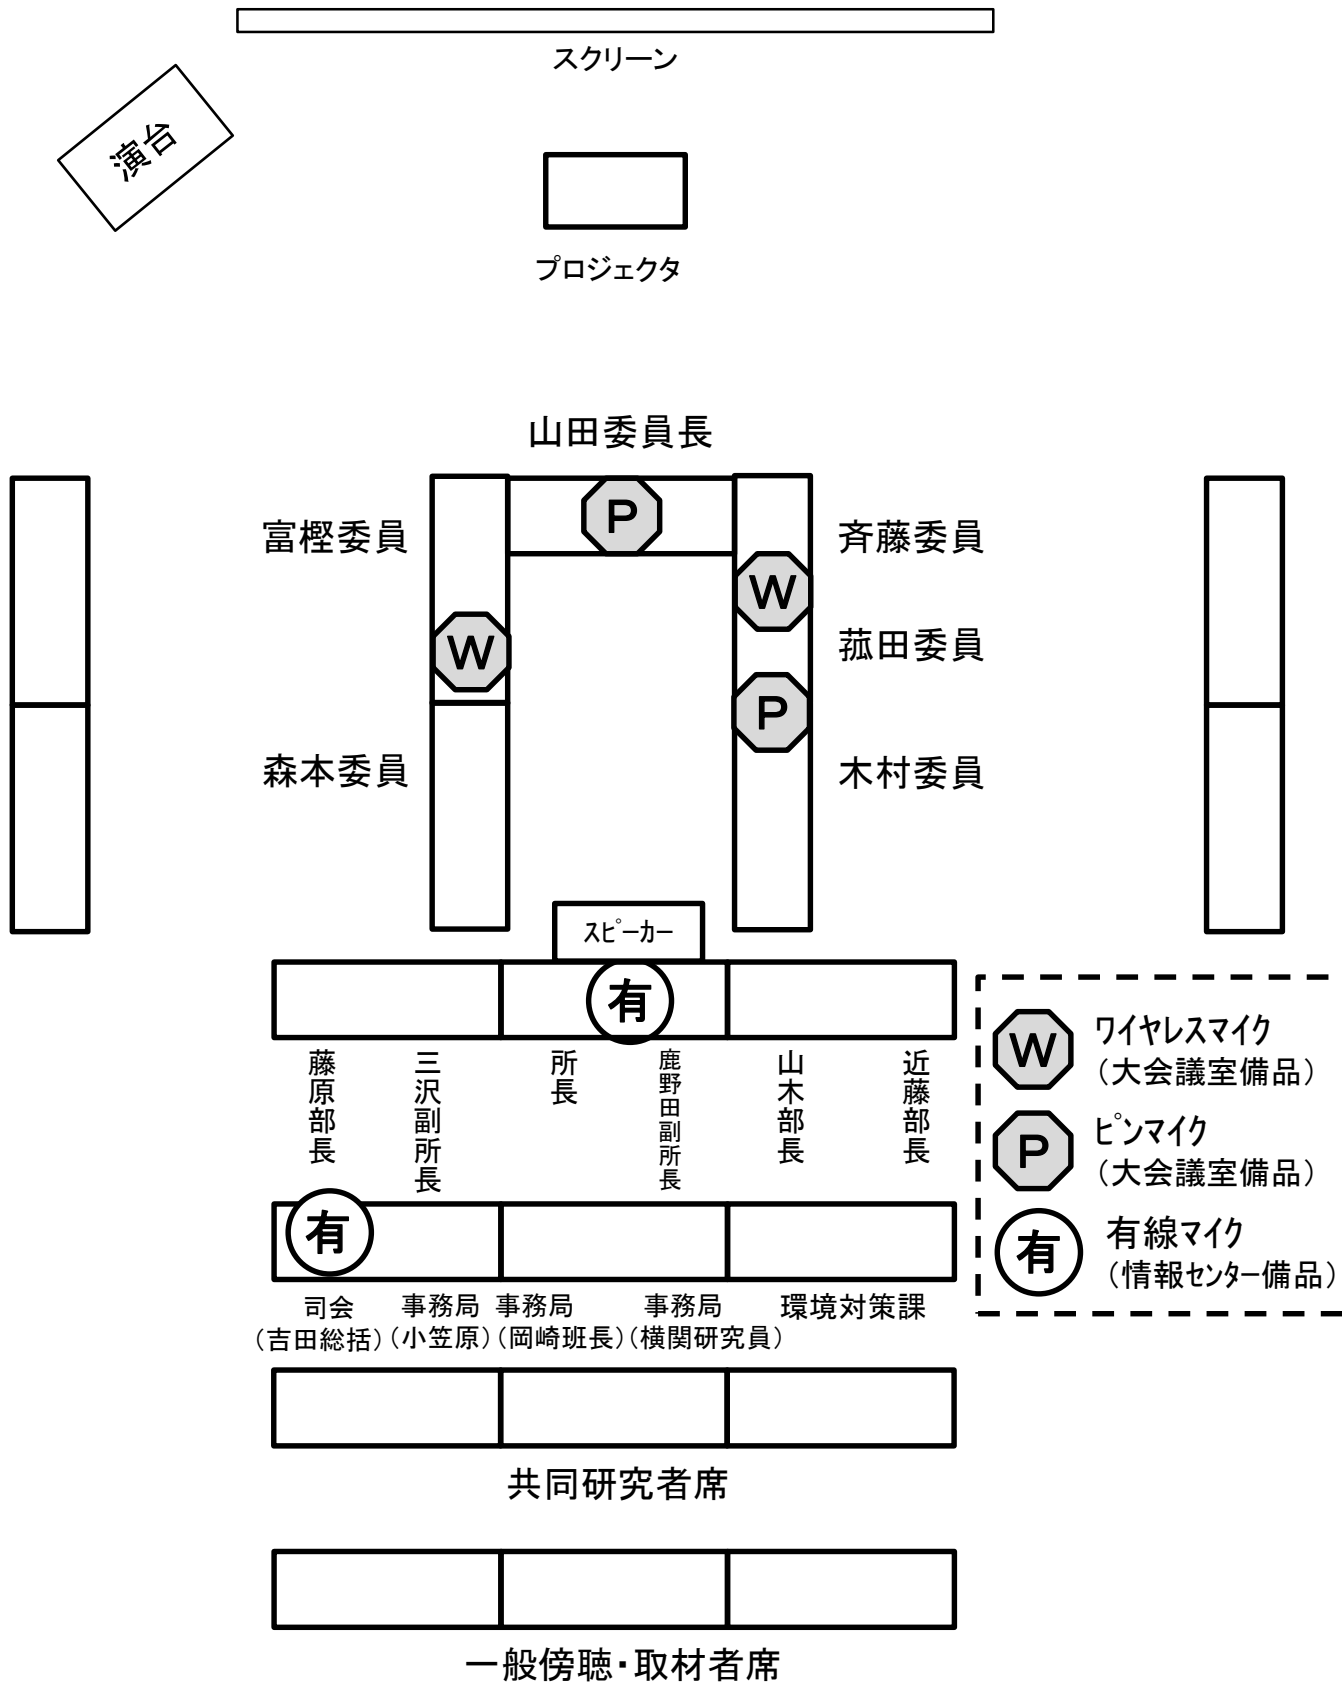 スクリーン
演台
プロジェクタ
山田委員長
P
富樫委員
斉藤委員
W
W
菰田委員
P
森本委員
木村委員
スピーカー
有
藤原部長
三沢副所長
所長
鹿野田副所長
山木部長
近藤部長
W ワイヤレスマイク
（大会議室備品）
P ピンマイク
（大会議室備品）
有 有線マイク
（情報センター備品）
有
司会
（吉田総括）
事務局
（小笠原）
事務局
（岡崎班長）
事務局
（横関研究員）
環境対策課
共同研究者席
一般傍聴・取材者席